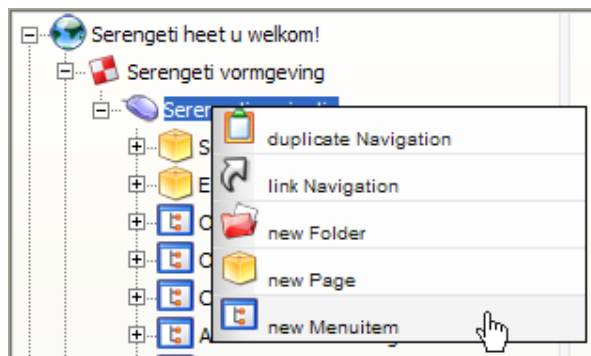 Serengeti heet u welkom!
Serengeti vormgeving
duplicate Navigation
link Navigation
new Folder
new Page
new Menuitem